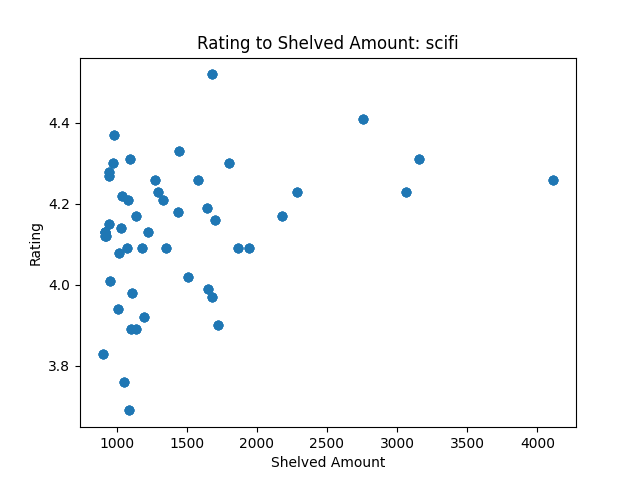 Rating to Shelved Amount: scifi
4.4
4.2
4.0
3.8
Rating
1000 1500 2000 2500 3000 3500 4000
Shelved Amount